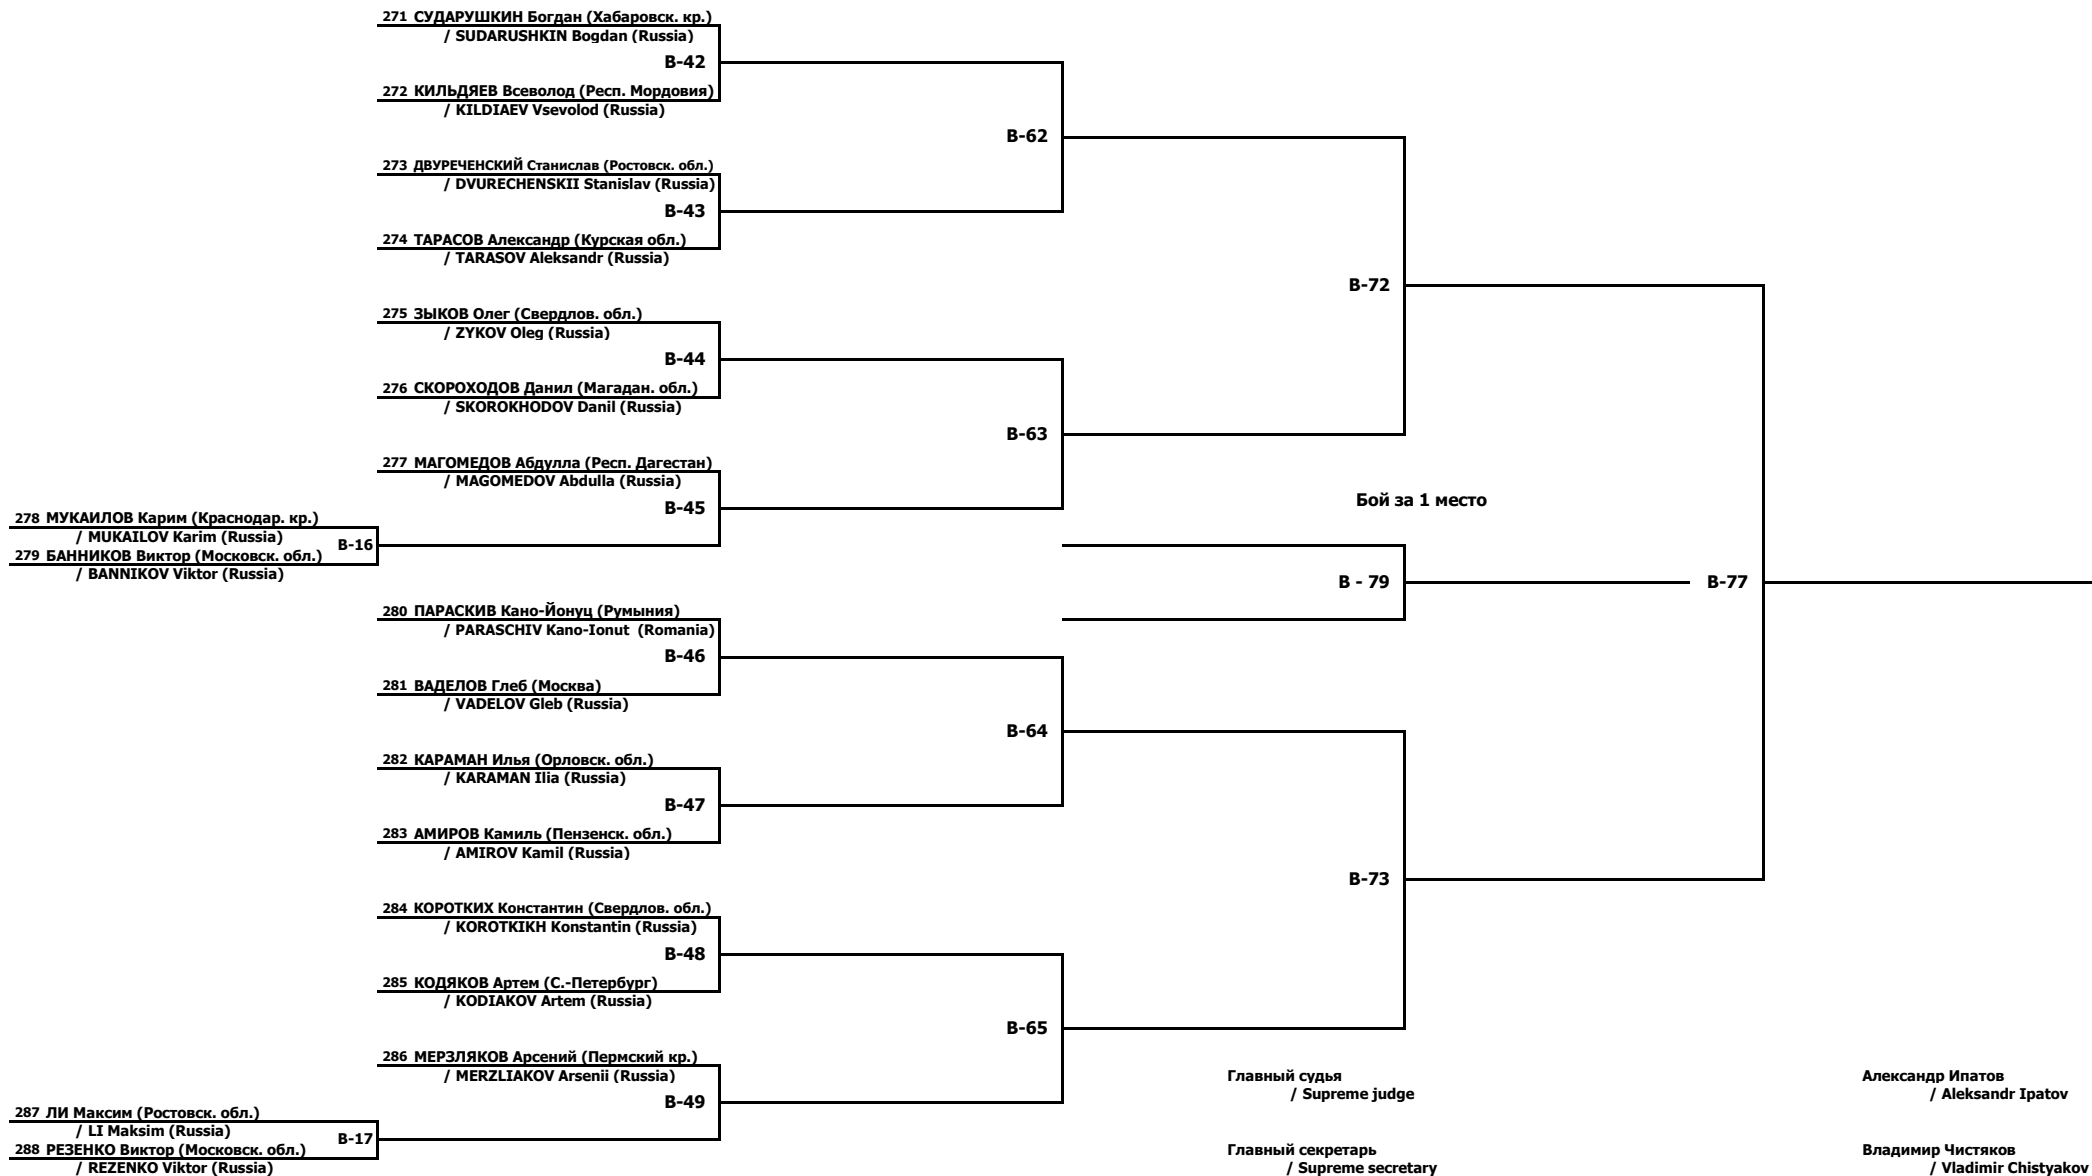 271 СУДАРУШКИН Богдан (Хабаровск. кр.)
/ SUDARUSHKIN Bogdan (Russia)
B-42
272 КИЛЬДЯЕВ Всеволод (Респ. Мордовия)
/ KILDIAEV Vsevolod (Russia)
B-62
273 ДВУРЕЧЕНСКИЙ Станислав (Ростовск. обл.)
/ DVURECHENSKII Stanislav (Russia)
B-43
274 ТАРАСОВ Александр (Курская обл.)
/ TARASOV Aleksandr (Russia)
B-72
275 ЗЫКОВ Олег (Свердлов. обл.)
/ ZYKOV Oleg (Russia)
B-44
276 СКОРОХОДОВ Данил (Магадан. обл.)
/ SKOROKHODOV Danil (Russia)
B-63
277 МАГОМЕДОВ Абдулла (Респ. Дагестан)
/ MAGOMEDOV Abdulla (Russia)
B-45
Бой за 1 место
278 МУКАИЛОВ Карим (Краснодар. кр.)
/ MUKAILOV Karim (Russia)
B-16
279 БАННИКОВ Виктор (Московск. обл.)
/ BANNIKOV Viktor (Russia)
B - 79
B-77
280 ПАРАСКИВ Кано-Йонуц (Румыния)
/ PARASCHIV Kano-Ionut (Romania)
B-46
281 ВАДЕЛОВ Глеб (Москва)
/ VADELOV Gleb (Russia)
B-64
282 КАРАМАН Илья (Орловск. обл.)
/ KARAMAN Ilia (Russia)
B-47
283 АМИРОВ Камиль (Пензенск. обл.)
/ AMIROV Kamil (Russia)
B-73
284 КОРОТКИХ Константин (Свердлов. обл.)
/ KOROTKIKH Konstantin (Russia)
B-48
285 КОДЯКОВ Артем (С.-Петербург)
/ KODIAKOV Artem (Russia)
B-65
286 МЕРЗЛЯКОВ Арсений (Пермский кр.)
/ MERZLIAKOV Arsenii (Russia)
B-49
287 ЛИ Максим (Ростовск. обл.)
/ LI Maksim (Russia)
B-17
288 РЕЗЕНКО Виктор (Московск. обл.)
/ REZENKO Viktor (Russia)
Главный судья
/ Supreme judge
Александр Ипатов
/ Aleksandr Ipatov
Главный секретарь
/ Supreme secretary
Владимир Чистяков
/ Vladimir Chistyakov